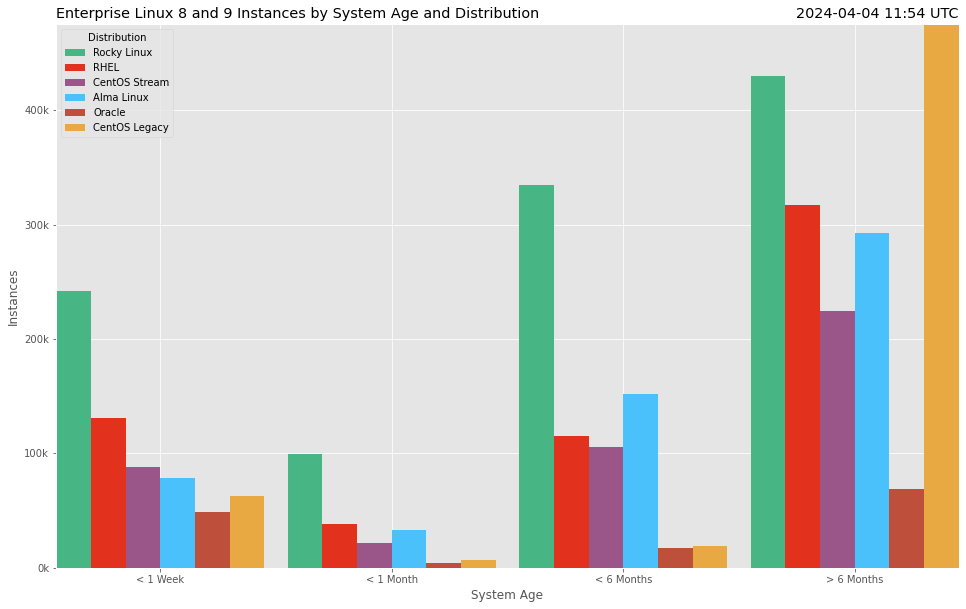 Enterprise Linux 8 and 9 Instances by System Age and Distribution
2024-04-04 11:54 UTC
Distribution
Rocky Linux
RHEL
CentOS Stream
Alma Linux
Oracle
CentOS Legacy
400k
300k
200k
100k
0k
Instances
< 1 Week
< 1 Month
< 6 Months
> 6 Months
System Age